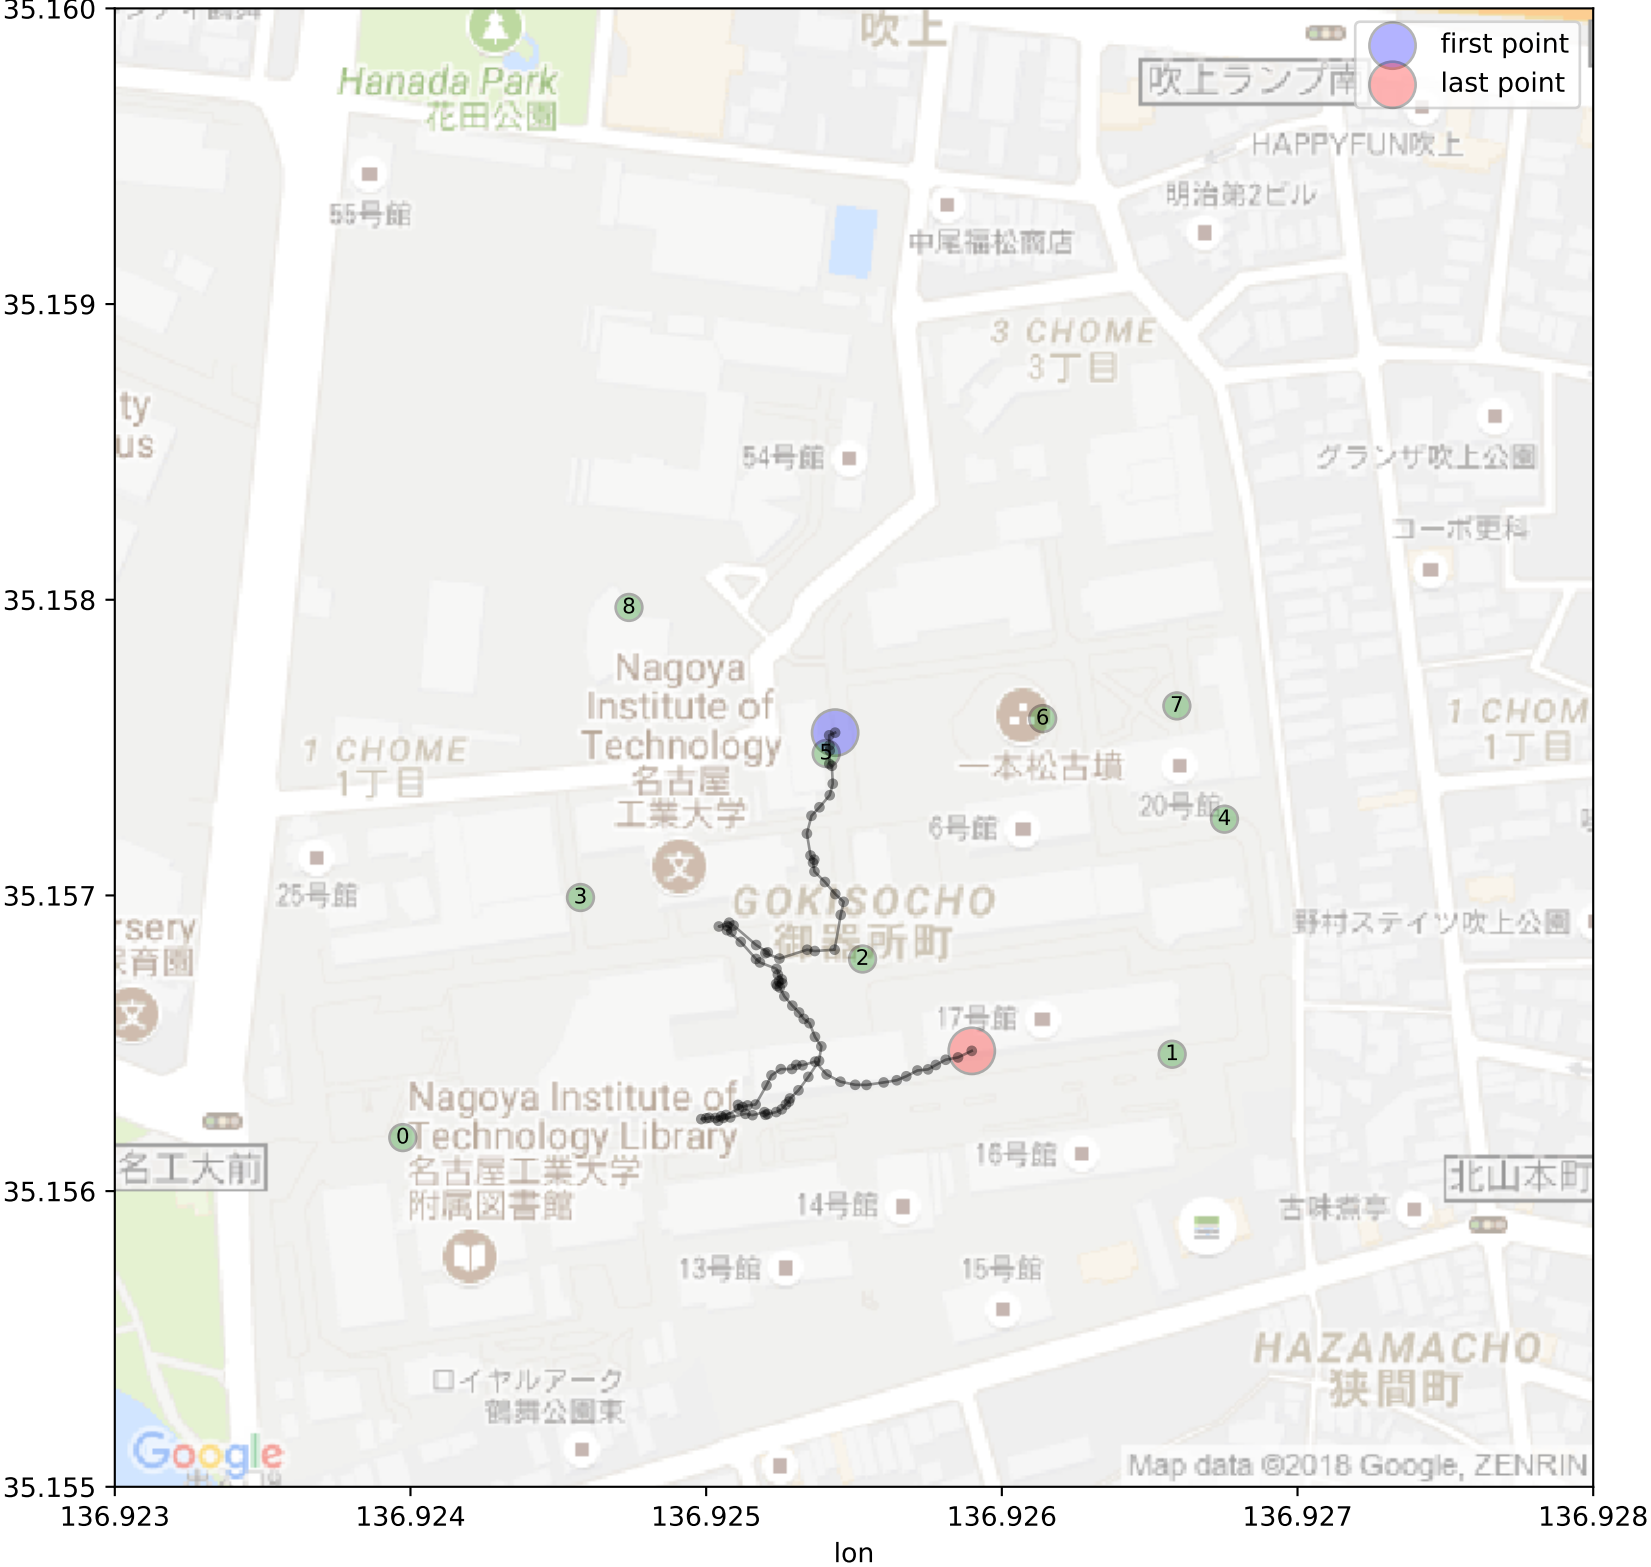 35.160
35.159
35.158
35.157
35.156
35.155
136.923
136.924
136.925
136.926
136.927
136.928
lon
first point
last point
吹上
Hanada Park
花田公園
吹上ランプ南
HAPPYFUN吹上
明治第2ビル
55号館
中尾福松商店
3 CHOME
3丁目
ty
us
54号館
グランザ吹上公園
コーポ更科
8
Nagoya
Institute of
Technology
名古屋
工業大学
1 CHOME
1丁目
5
6
7
一本松古墳
20号館
4
1 CHOM
1丁目
6号館
25号館
3
GOKISOCHO
御器所町
2
野村ステイツ吹上公園
rsery
保育園
17号館
1
Nagoya Institute of
Technology Library
名古屋工業大学
附属図書館
0
名工大前
16号館
14号館
13号館
15号館
北山本町
古味煮亭
HAZAMACHO
狭間町
ロイヤルアーク
鶴舞公園東
Google
Map data ©2018 Google, ZENRIN